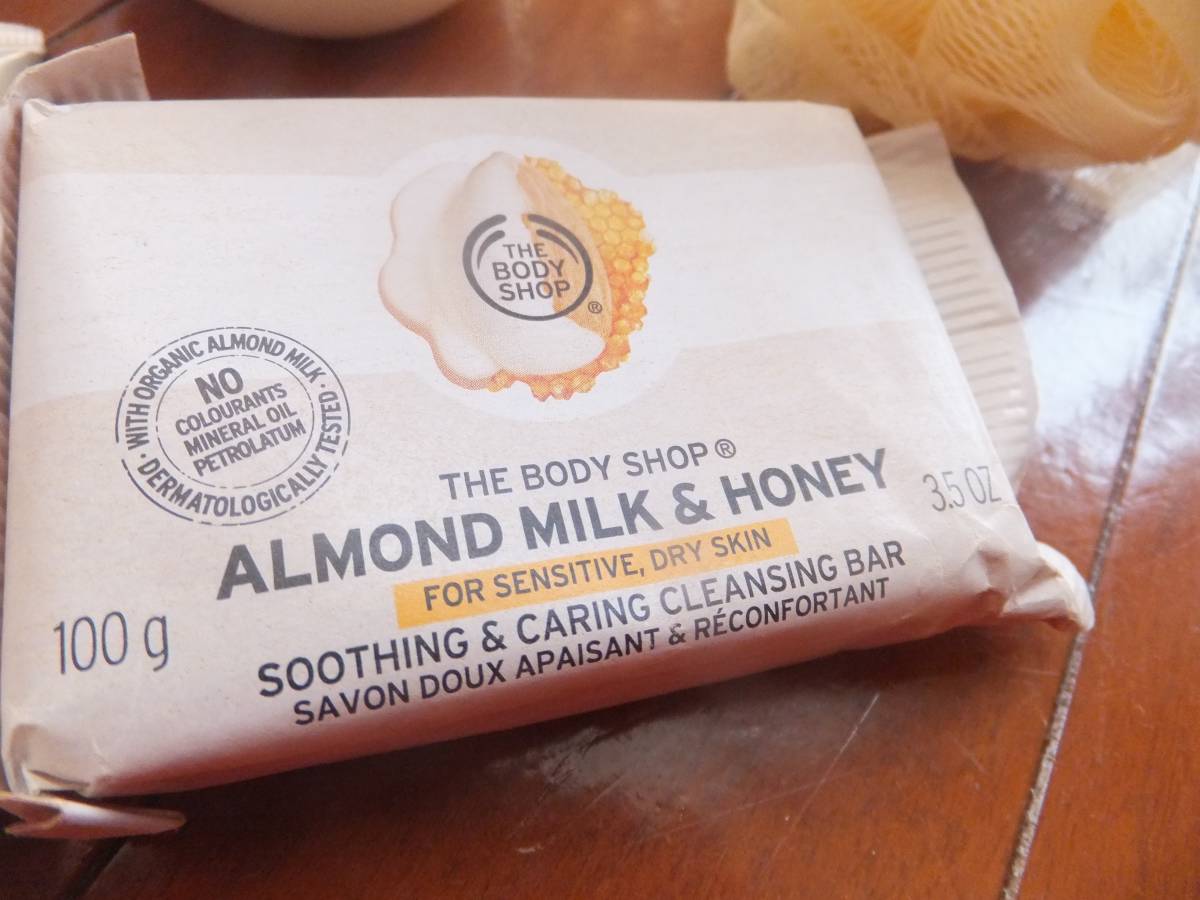 THE
BODY
SHOP
®
WITH ORGANIC ALMOND MILK ·
DERMATOLOGICALLY TESTED ·
NO
COLOURANTS
MINERAL OIL
PETROLATUM
THE BODY SHOP ®
ALMOND MILK & HONEY
3.5 OZ
FOR SENSITIVE, DRY SKIN
100 g
SOOTHING & CARING CLEANSING BAR
SAVON DOUX APAISANT & RÉCONFORTANT